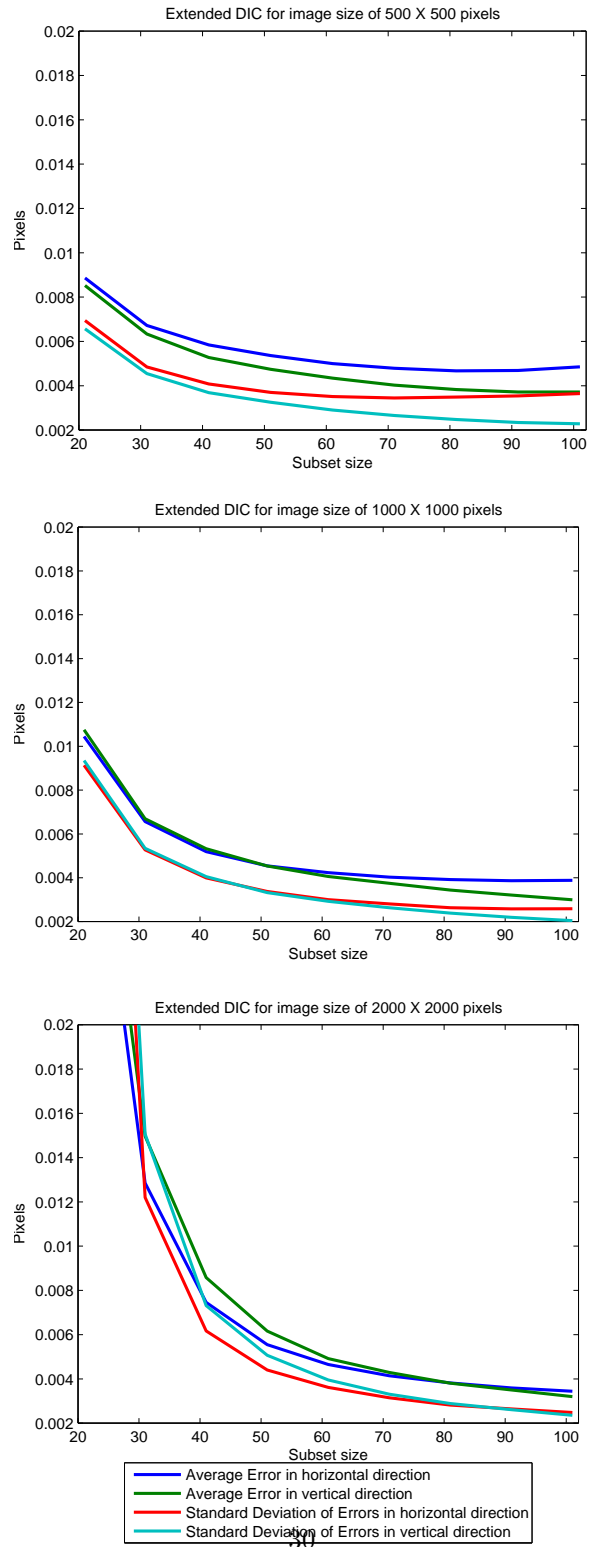 Extended DIC for image size of 500 X 500 pixels
0.02
0.018
0.016
0.014
0.012
0.01
0.008
0.006
0.004
0.002
Pixels
20 30 40 50 60 70 80 90 100
Subset size
Extended DIC for image size of 1000 X 1000 pixels
0.02
0.018
0.016
0.014
0.012
0.01
0.008
0.006
0.004
0.002
Pixels
20 30 40 50 60 70 80 90 100
Subset size
Extended DIC for image size of 2000 X 2000 pixels
0.02
0.018
0.016
0.014
0.012
0.01
0.008
0.006
0.004
0.002
Pixels
20 30 40 50 60 70 80 90 100
Subset size
Average Error in horizontal direction
Average Error in vertical direction
Standard Deviation of Errors in horizontal direction
Standard Deviation of Errors in vertical direction
30